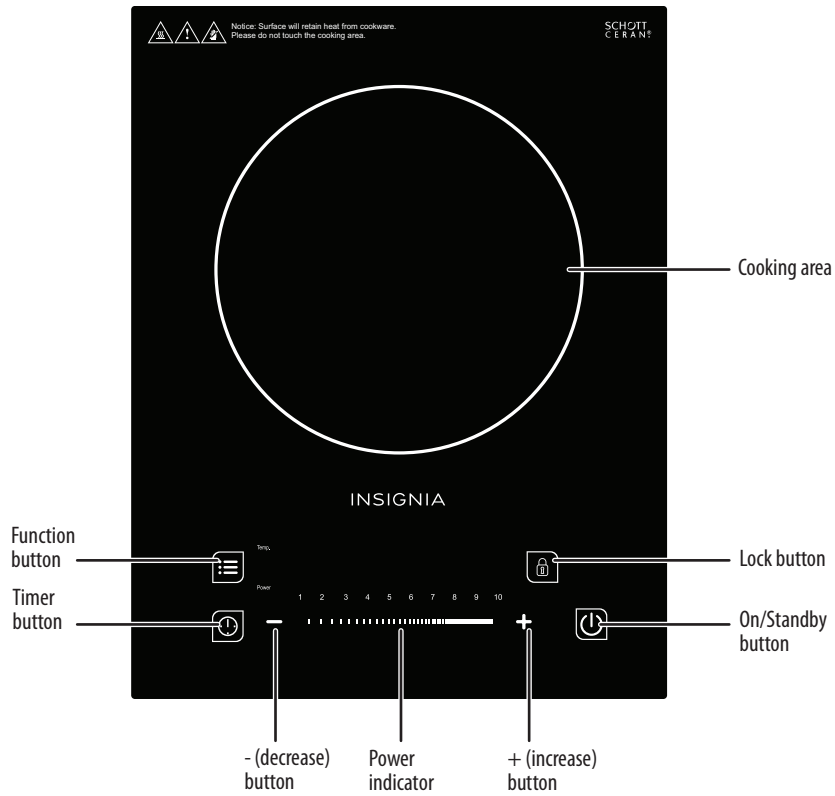 Notice: Surface will retain heat from cookware.
Please do not touch the cooking area.
SCHOTT
CERAN®
Cooking area
INSIGNIA
Function
button
Temp.
Lock button
Timer
button
Power
1 2 3 4 5 6 7 8 9 10
On/Standby
button
- (decrease)
button
Power
indicator
+ (increase)
button